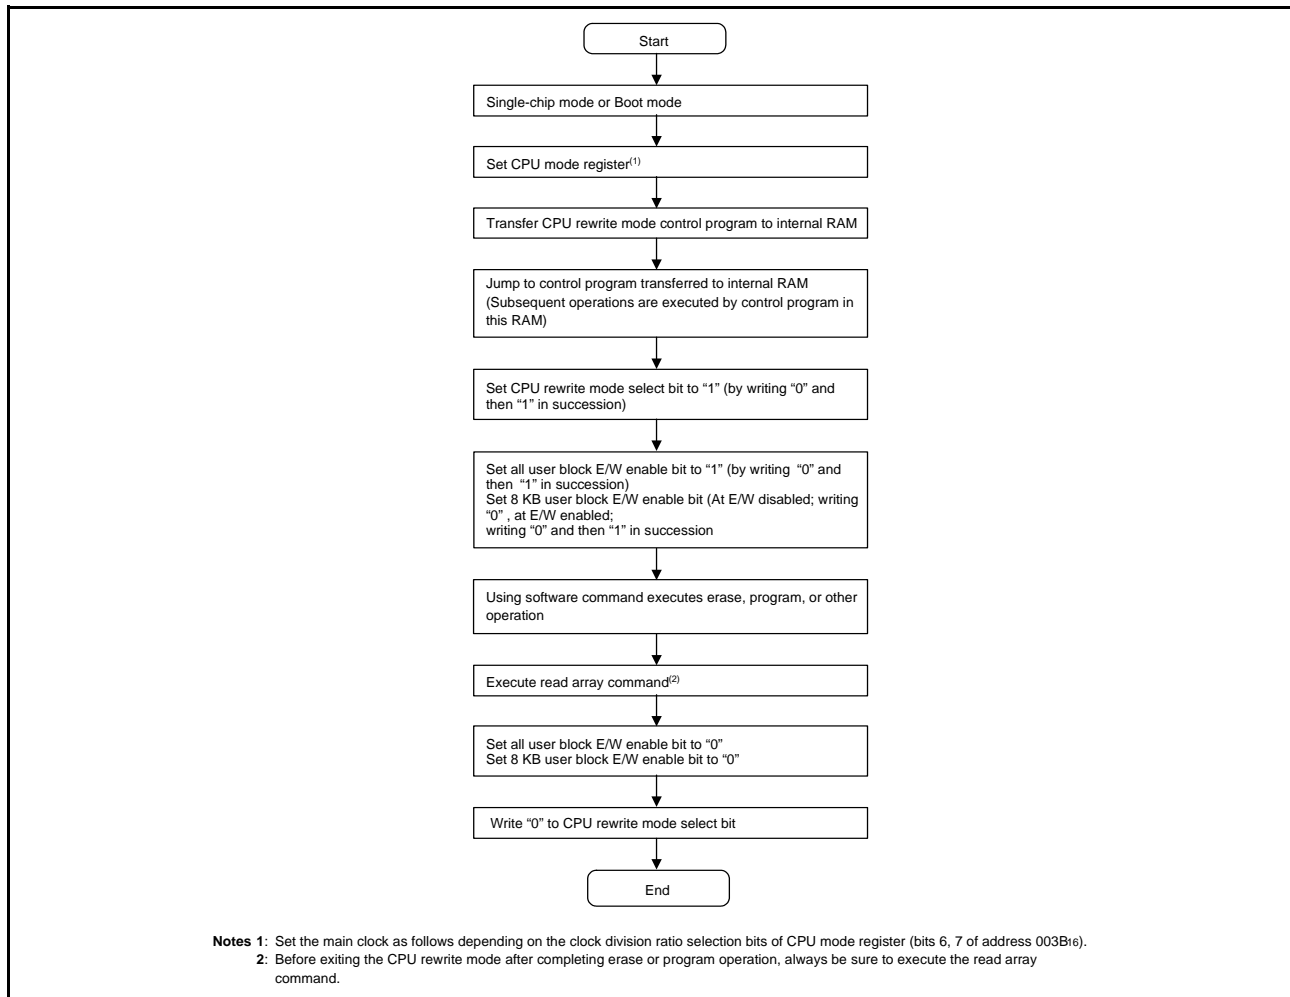 Start
Single-chip mode or Boot mode
Set CPU mode register(1)
Transfer CPU rewrite mode control program to internal RAM
Jump to control program transferred to internal RAM
(Subsequent operations are executed by control program in
this RAM)
Set CPU rewrite mode select bit to “1” (by writing “0” and
then “1” in succession)
Set all user block E/W enable bit to “1” (by writing “0” and
then “1” in succession)
Set 8 KB user block E/W enable bit (At E/W disabled; writing
“0” , at E/W enabled;
writing “0” and then “1” in succession
Using software command executes erase, program, or other
operation
Execute read array command(2)
Set all user block E/W enable bit to “0”
Set 8 KB user block E/W enable bit to “0”
Write “0” to CPU rewrite mode select bit
End
Notes 1: Set the main clock as follows depending on the clock division ratio selection bits of CPU mode register (bits 6, 7 of address 003B16).
2: Before exiting the CPU rewrite mode after completing erase or program operation, always be sure to execute the read array
command.